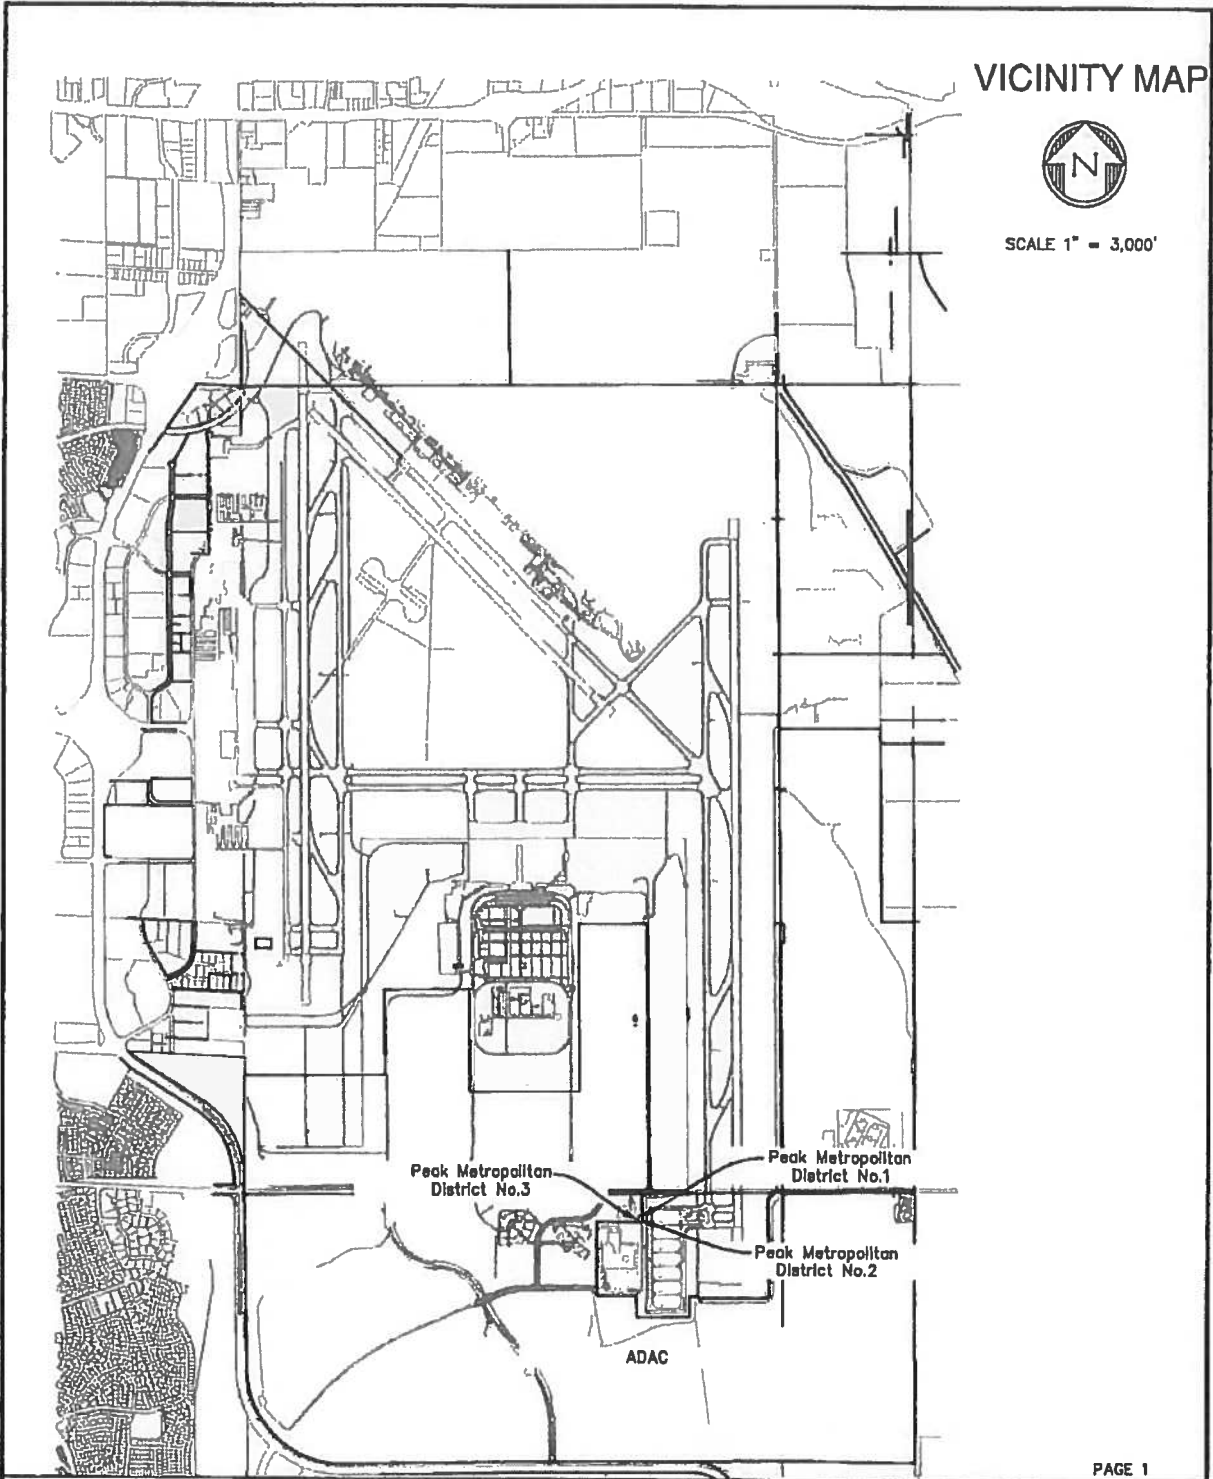 VICINITY MAP
N
SCALE 1" = 3,000'
Peak Metropolitan
District No.1
Peak Metropolitan
District No.3
Peak Metropolitan
District No.2
ADAC
PAGE 1